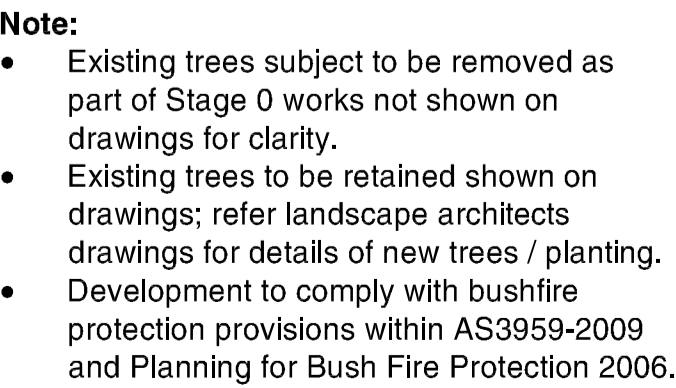 Note:
• Existing trees subject to be removed as
part of Stage 0 works not shown on
drawings for clarity.
• Existing trees to be retained shown on
drawings; refer landscape architects
drawings for details of new trees / planting.
• Development to comply with bushfire
protection provisions within AS3959-2009
and Planning for Bush Fire Protection 2006.